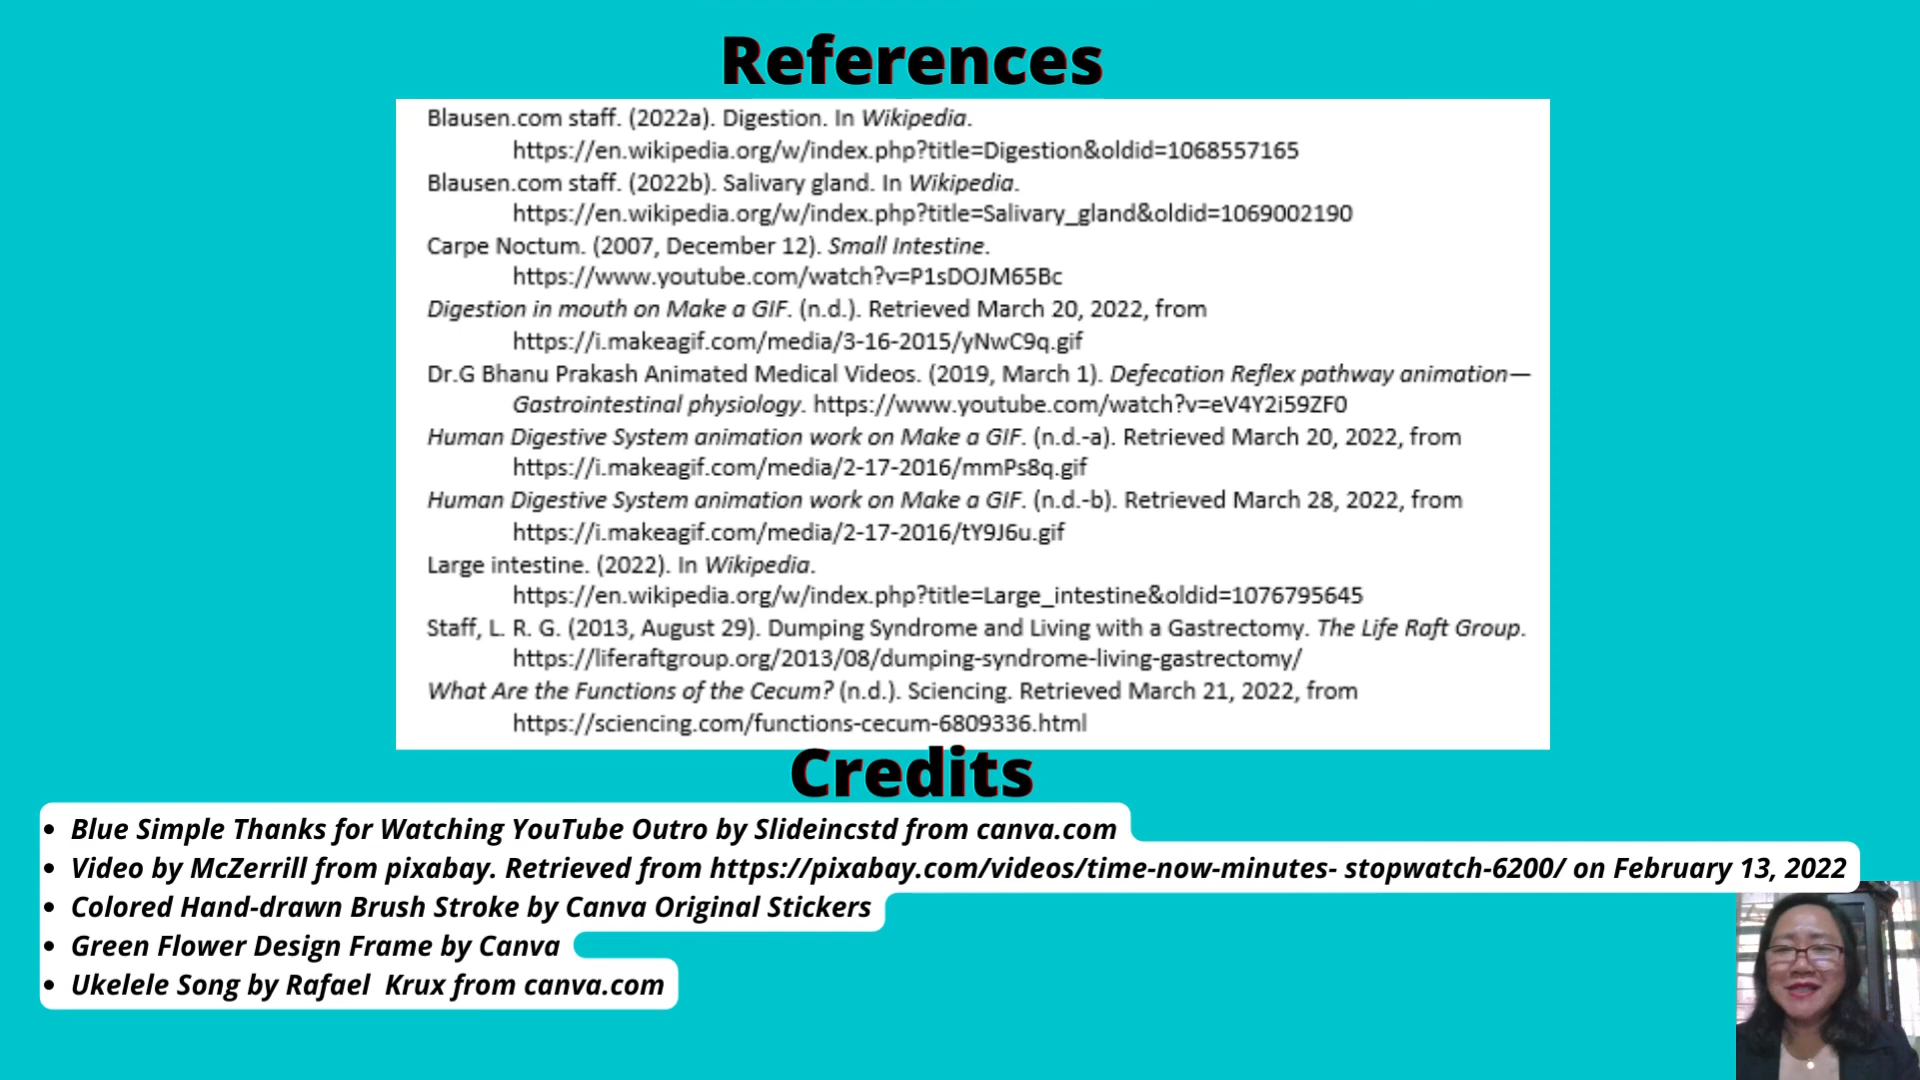 References
Blausen.com staff. (2022a). Digestion. In Wikipedia.
https://en.wikipedia.org/w/index.php?title=Digestion&oldid=1068557165
Blausen.com staff. (2022b). Salivary gland. In Wikipedia.
https://en.wikipedia.org/w/index.php?title=Salivary_gland&oldid=1069002190
Carpe Noctum. (2007, December 12). Small Intestine.
https://www.youtube.com/watch?v=P1sDOJM65Bc
Digestion in mouth on Make a GIF. (n.d.). Retrieved March 20, 2022, from
https://i.makeagif.com/media/3-16-2015/yNwC9q.gif
Dr.G Bhanu Prakash Animated Medical Videos. (2019, March 1). Defecation Reflex pathway animation—
Gastrointestinal physiology. https://www.youtube.com/watch?v=eV4Y2i59ZF0
Human Digestive System animation work on Make a GIF. (n.d.-a). Retrieved March 20, 2022, from
https://i.makeagif.com/media/2-17-2016/mmPs8q.gif
Human Digestive System animation work on Make a GIF. (n.d.-b). Retrieved March 28, 2022, from
https://i.makeagif.com/media/2-17-2016/tY9J6u.gif
Large intestine. (2022). In Wikipedia.
https://en.wikipedia.org/w/index.php?title=Large_intestine&oldid=1076795645
Staff, L. R. G. (2013, August 29). Dumping Syndrome and Living with a Gastrectomy. The Life Raft Group.
https://liferaftgroup.org/2013/08/dumping-syndrome-living-gastrectomy/
What Are the Functions of the Cecum? (n.d.). Sciencing. Retrieved March 21, 2022, from
https://sciencing.com/functions-cecum-6809336.html
Credits
• Blue Simple Thanks for Watching YouTube Outro by Slideincstd from canva.com
• Video by McZerrill from pixabay. Retrieved from https://pixabay.com/videos/time-now-minutes- stopwatch-6200/ on February 13, 2022
• Colored Hand-drawn Brush Stroke by Canva Original Stickers
• Green Flower Design Frame by Canva
• Ukelele Song by Rafael  Krux from canva.com